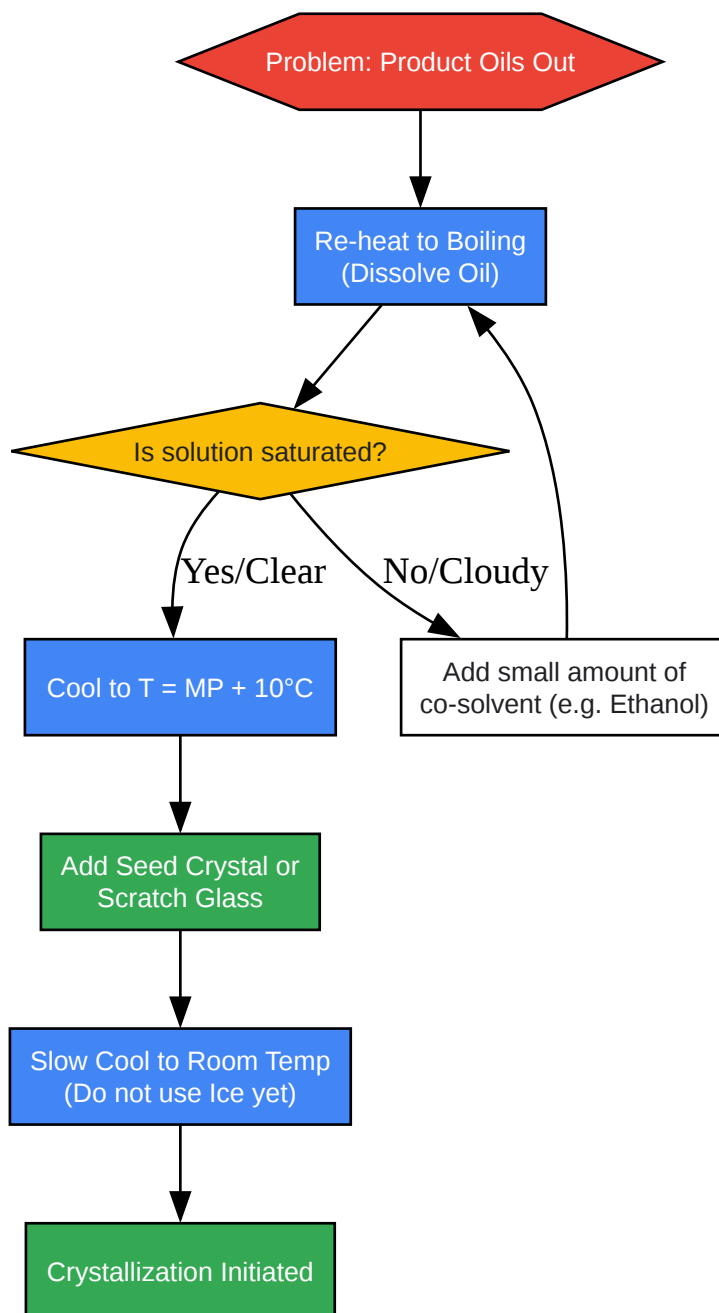 Problem: Product Oils Out
Re-heat to Boiling
(Dissolve Oil)
Is solution saturated?
Yes/Clear
No/Cloudy
Cool to T = MP + 10°C
Add small amount of
co-solvent (e.g. Ethanol)
Add Seed Crystal or
Scratch Glass
Slow Cool to Room Temp
(Do not use Ice yet)
Crystallization Initiated